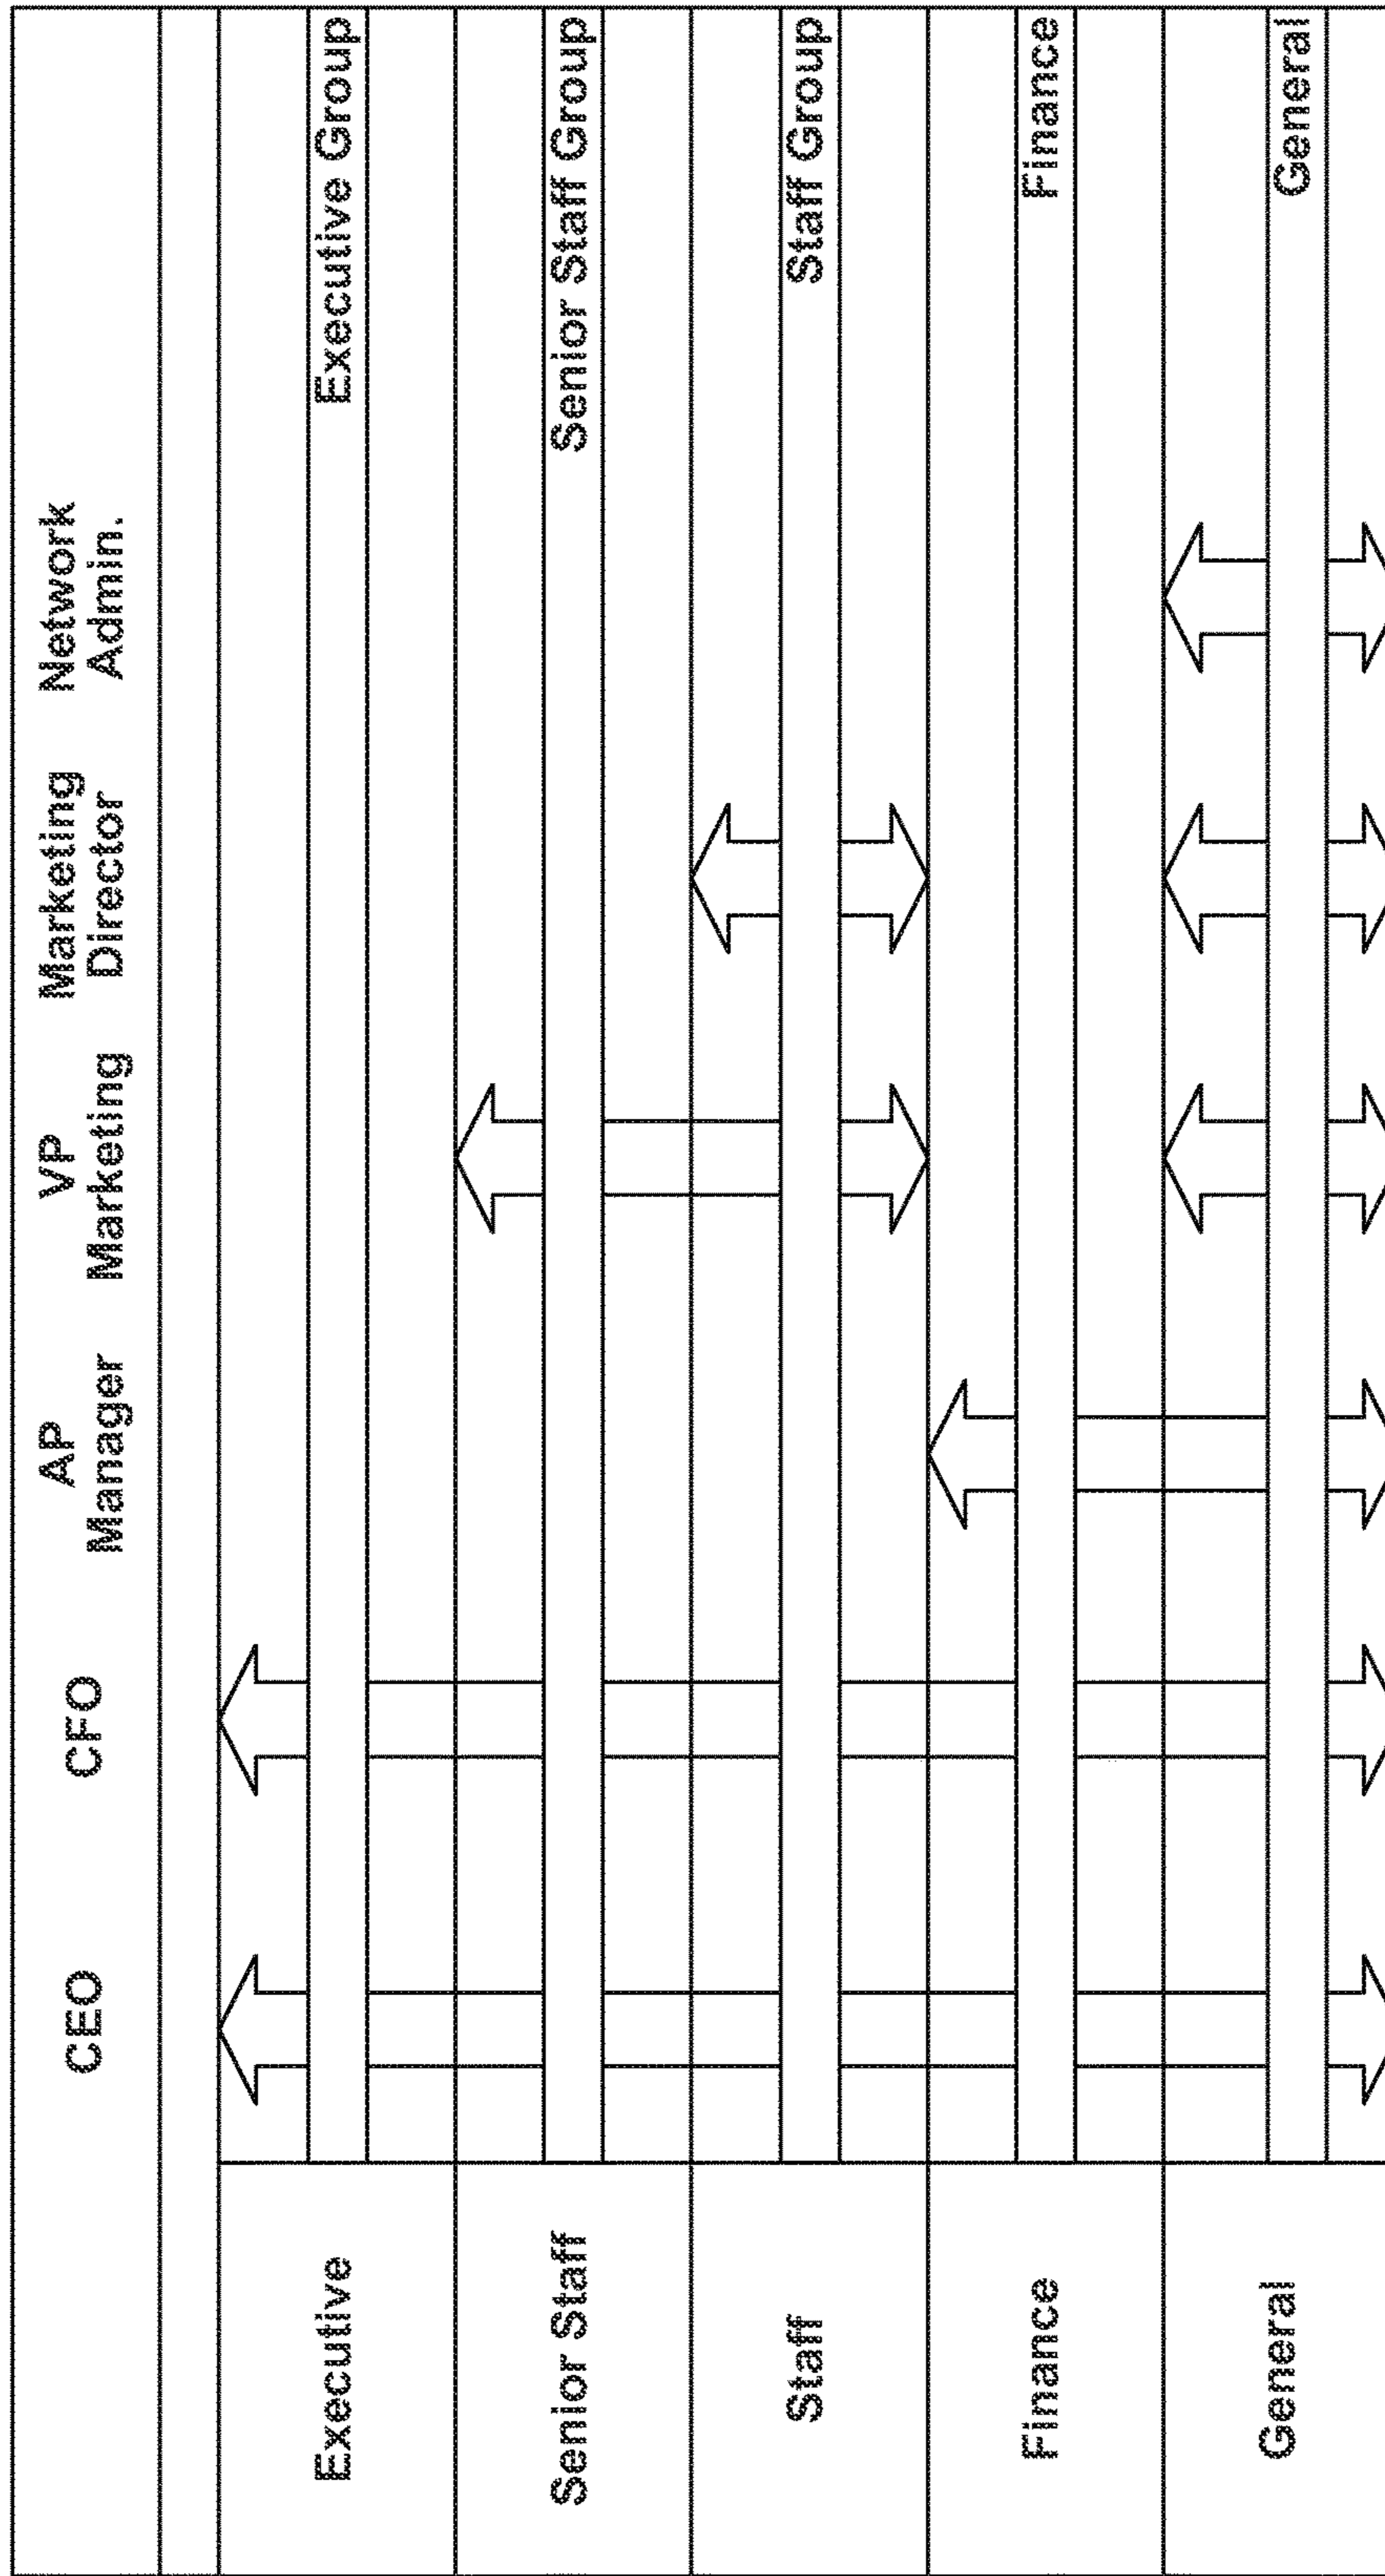 CEO
CFO
AP
Manager
VP
Marketing
Marketing
Director
Network
Admin.
Executive
Executive Group
Senior Staff
Senior Staff Group
Staff
Staff Group
Finance
Finance
General
General